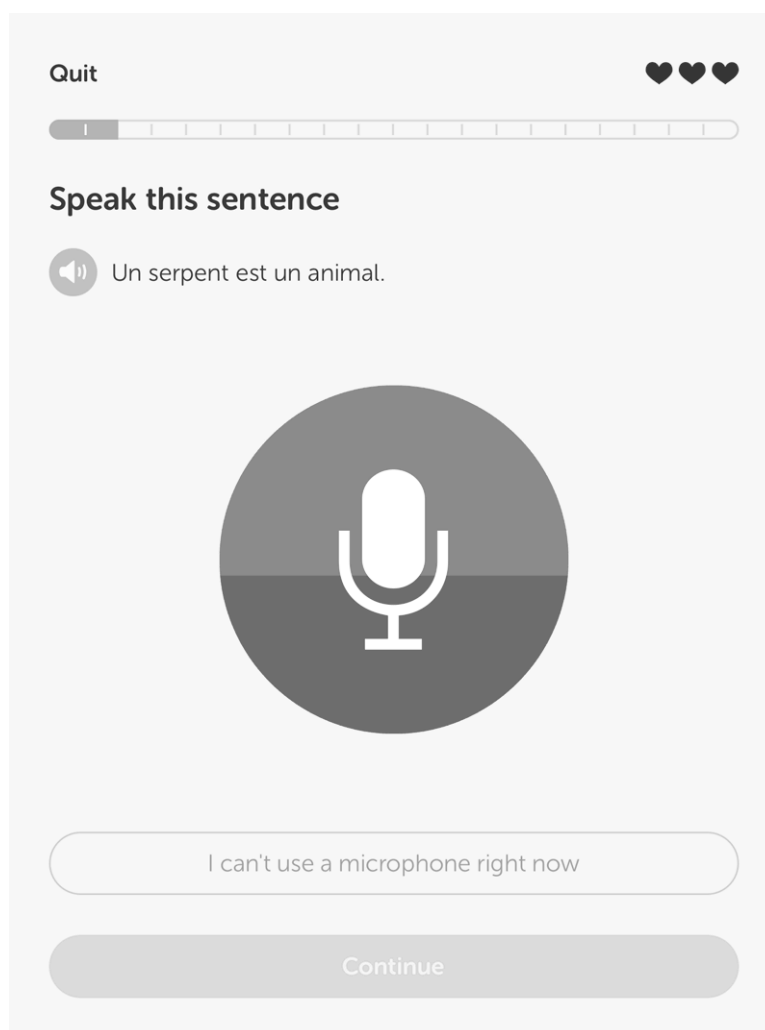 Quit
Speak this sentence
Un serpent est un animal.
I can't use a microphone right now
Continue